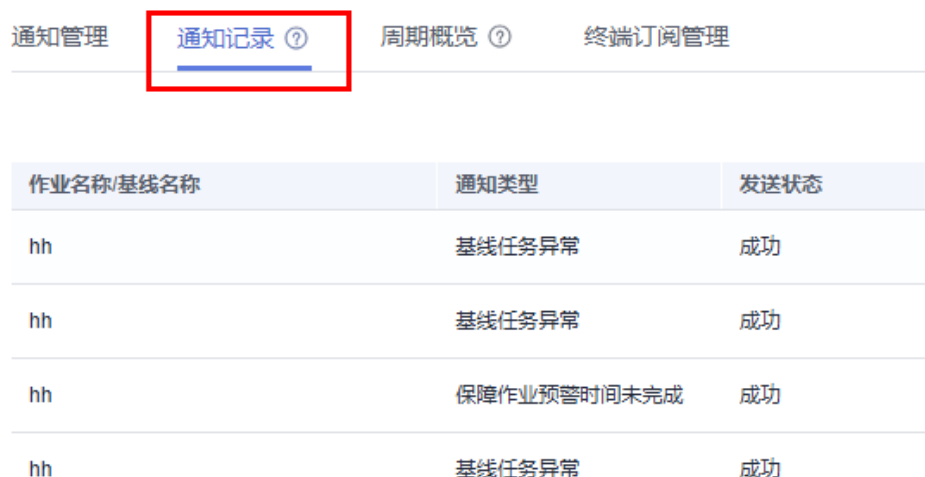 通知管理 通知记录 周期概览 终端订阅管理
作业名称/基线名称 通知类型 发送状态
hh 基线任务异常 成功
hh 基线任务异常 成功
hh 保障作业预警时间未完成 成功
hh 基线任务异常 成功